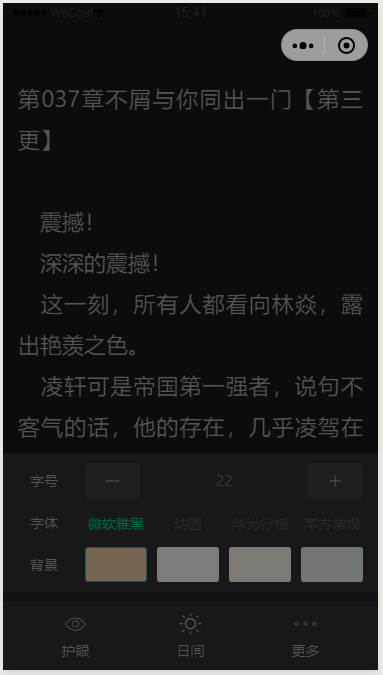 WeChat 15:41 100%
第037章不屑与你同出一门【第三
更】
震撼！
深深的震撼！
这一刻，所有人都看向林焱，露
出艳羡之色。
凌轩可是帝国第一强者，说句不
客气的话，他的存在，几乎凌驾在
字号 22
字体 微软雅黑 幼圆 华为行楷 苹方常规
背景
护眼 日间 更多